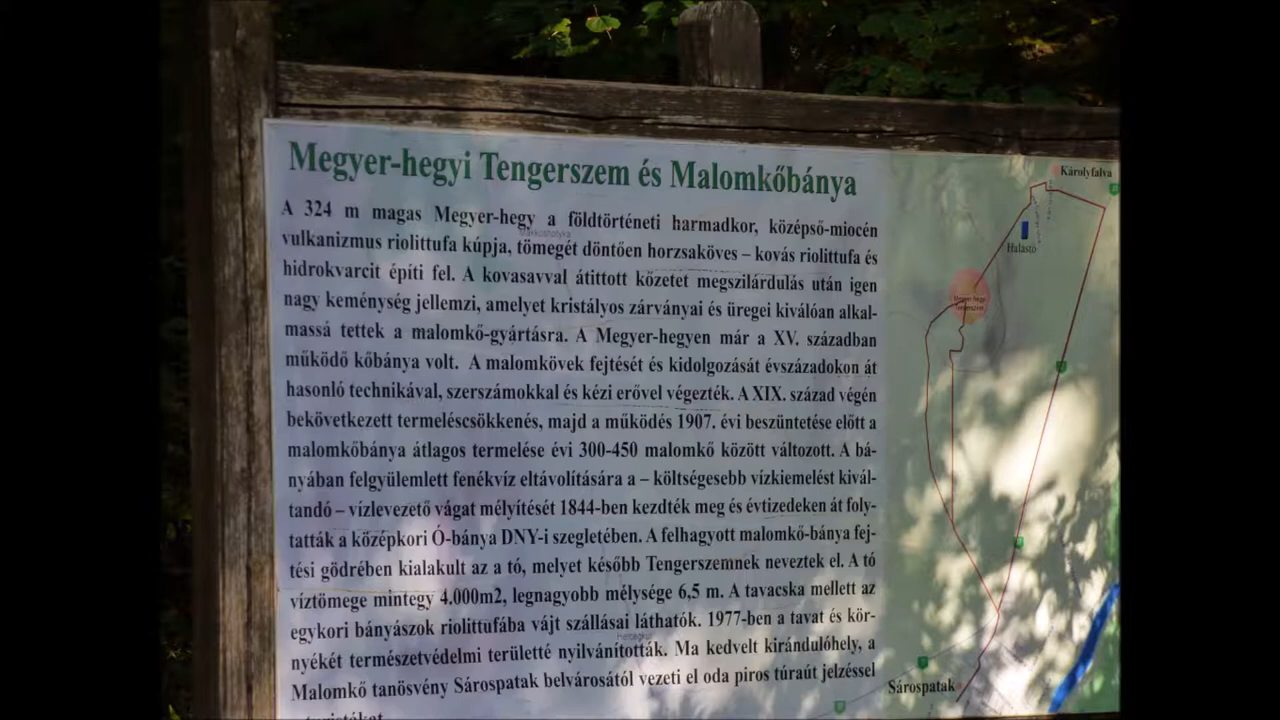 Megyer-hegyi Tengerszem és Malomkőbánya
A 324 m magas Megyer-hegy a földtörténeti harmadkor, középső-miocén
vulkanizmus riolittufa kúpja, tömegét döntően horzsaköves – kovás riolittufa és
hidrokvarcit építi fel. A kovasavval átitott kőzetet megszilárdulás után igen
nagy keménység jellemzi, amelyet kristályos zárványai és üregei kiválóan alkal-
massá tettek a malomkő-gyártásra. A Megyer-hegyen már a XV. században
működő kőbánya volt. A malomkövek fejtését és kidolgozását évszázadokon át
hasonló technikával, szerszámokkal és kézi erővel végezték. A XIX. század végén
bekövetkezett termeléscsökkenés, majd a működés 1907. évi beszüntetése előtt a
malomkőbánya átlagos termelése évi 300-450 malomkő között változott. A bá-
nyában felgyülemlett fenékvíz eltávolítására a – költségesebb vízkiemelést kivál-
tandó – vízlevezető vágat mélyítését 1844-ben kezdték meg és évtizedeken át foly-
tatták a középkori Ó-bánya DNY-i szegletében. A felhagyott malomkő-bánya fej-
tési gödrében kialakult az a tó, melyet később Tengerszemnek neveztek el. A tó
víztömege mintegy 4.000m2, legnagyobb mélysége 6,5 m. A tavacska mellett az
egykori bányászok riolittufába vájt szállásai láthatók. 1977-ben a tavat és kör-
nyékét természetvédelmi területté nyilvánították. Ma kedvelt kirándulóhely, a
Malomkő tanösvény Sárospatak belvárosától vezeti el oda piros túraút jelzéssel
Károlyfalva
Halastó
Megyer-hegyi
Tengerszem
Sárospatak